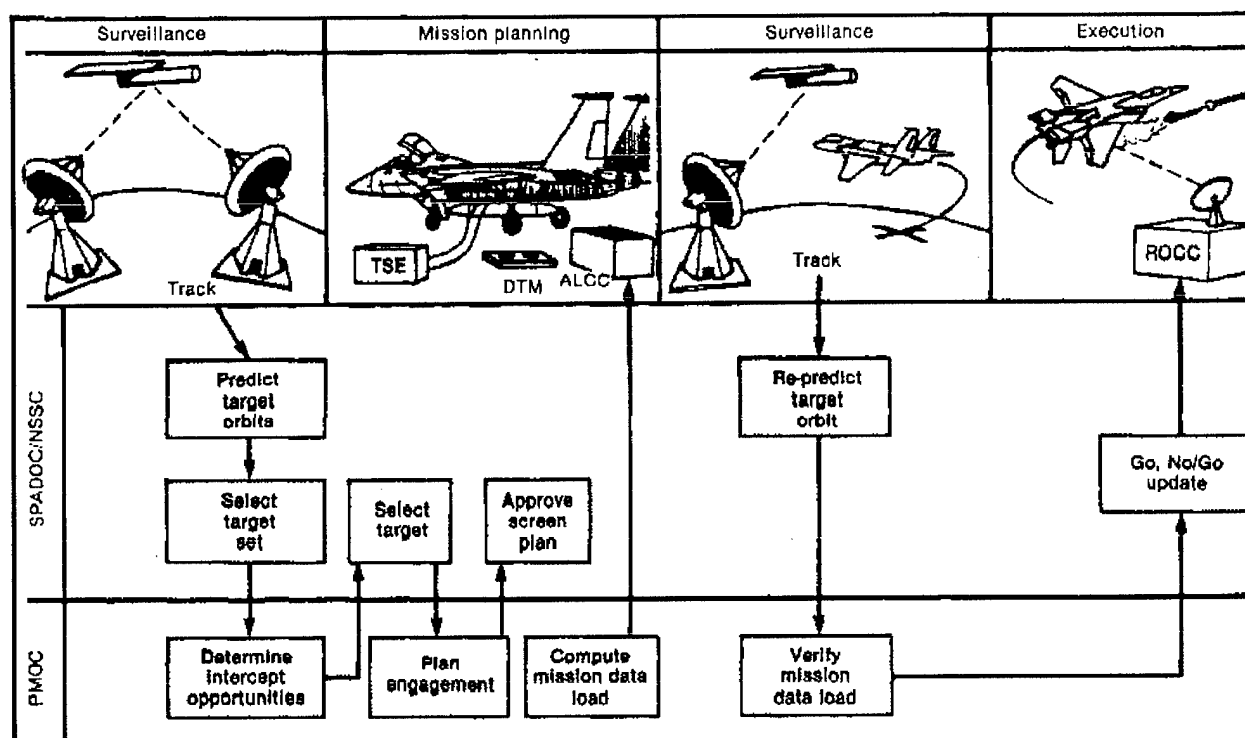 Surveillance
Mission planning
Surveillance
Execution
TSE
DTM
ALCC
ROCC
Track
Track
SPADOC/NSSC
Predict
target
orbits
Re-predict
target
orbit
Go, No/Go
update
Select
target
set
Select
target
Approve
screen
plan
PMOC
Determine
intercept
opportunities
Plan
engagement
Compute
mission data
load
Verify
mission
data load